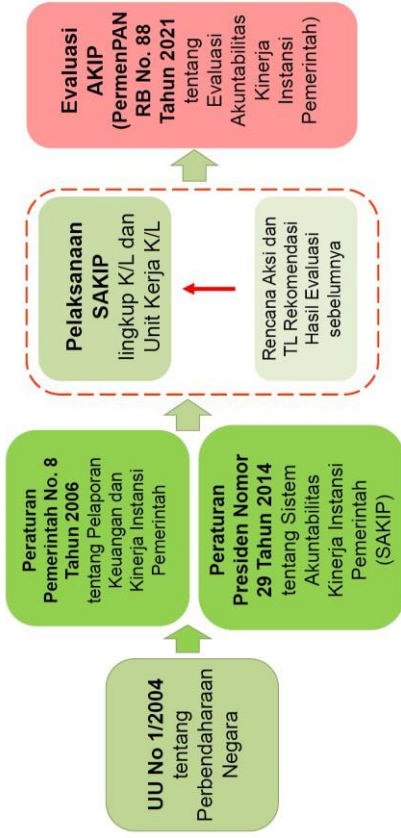 UU No 1/2004
tentang
Perbendaharaan
Negara
Peraturan
Pemerintah No. 8
Tahun 2006
tentang Pelaporan
Keuangan dan
Kinerja Instansi
Pemerintah
Peraturan
Presiden Nomor
29 Tahun 2014
tentang Sistem
Akuntabilitas
Kinerja Instansi
Pemerintah
(SAKIP)
Pelaksanaan
SAKIP
lingkup K/L dan
Unit Kerja K/L
Rencana Aksi dan
TL Rekomendasi
Hasil Evaluasi
sebelumnya
Evaluasi
AKIP
(PermenPAN
RB No. 88
Tahun 2021
tentang
Evaluasi
Akuntabilitas
Kinerja
Instansi
Pemerintah)